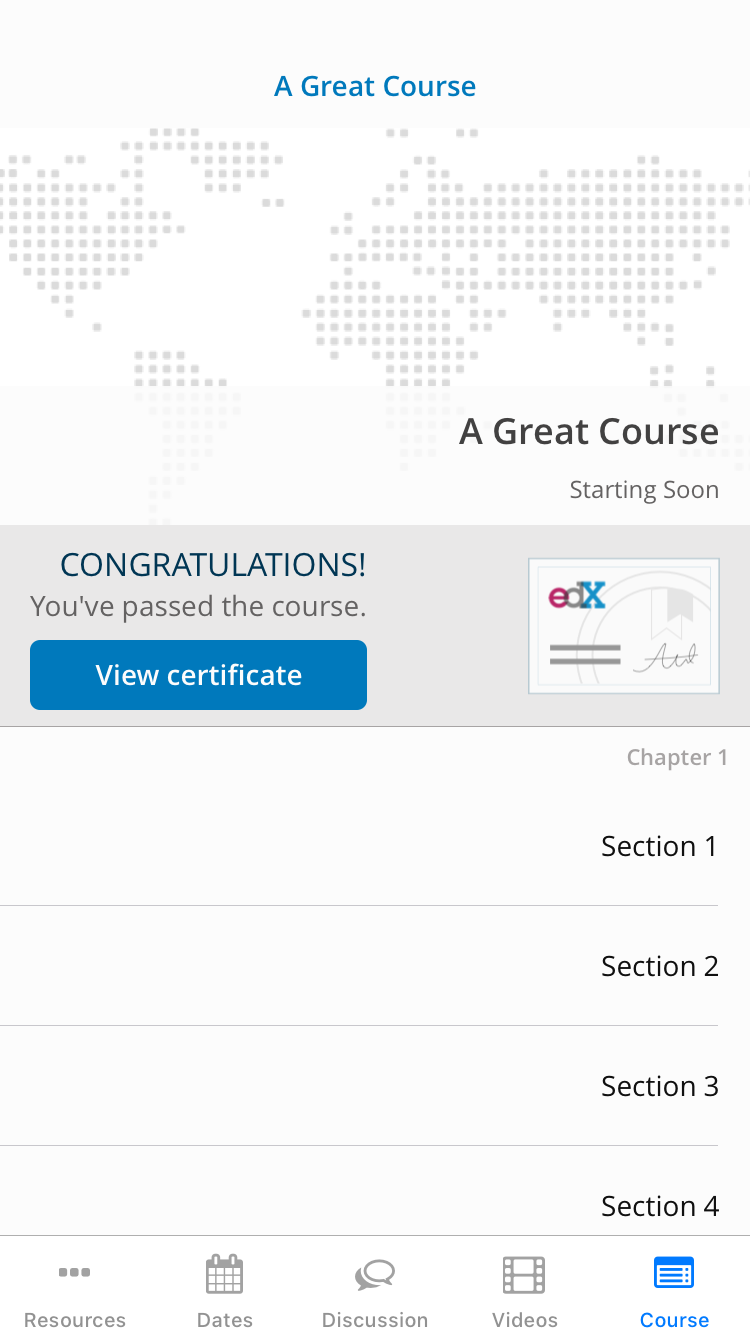 A Great Course
A Great Course
Starting Soon
CONGRATULATIONS!
You've passed the course.
View certificate
edX
Chapter 1
Section 1
Section 2
Section 3
Section 4
Resources Dates Discussion Videos Course